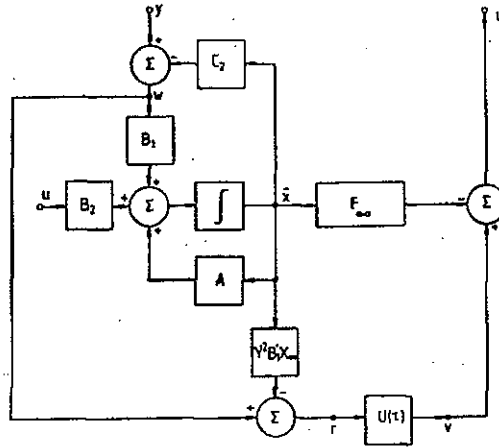 y
+
Σ
-
C₂
w
B₁
u
B₂
+
+
Σ
+
∫
x̂
F∞
-
Σ
+
A
γ²B₁'X∞
-
+
Σ
r
U(τ)
v